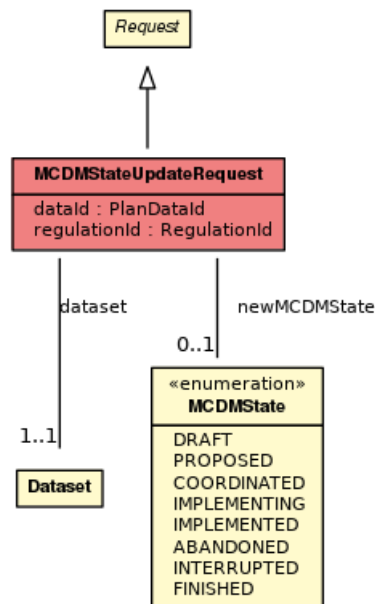 Request
MCDMStateUpdateRequest
dataId : PlanDataId
regulationId : RegulationId
dataset
newMCDMState
0..1
«enumeration»
MCDMState
1..1
DRAFT
PROPOSED
Dataset
COORDINATED
IMPLEMENTING
IMPLEMENTED
ABANDONED
INTERRUPTED
FINISHED